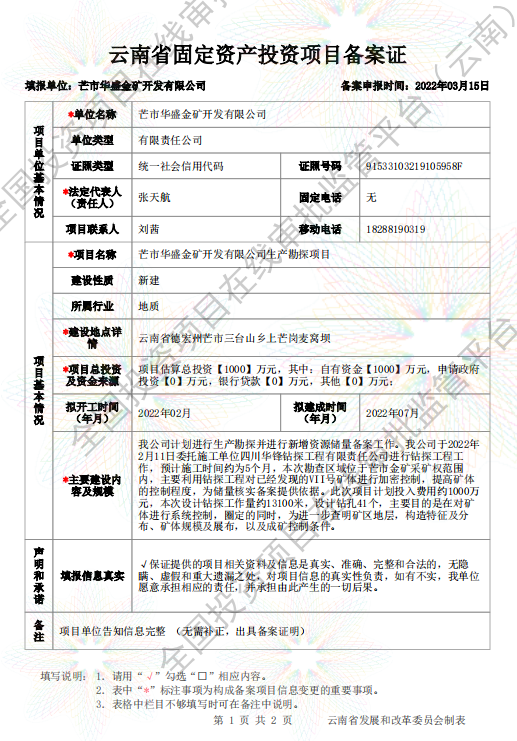 云南省固定资产投资项目备案证
填报单位：芒市华盛金矿开发有限公司 备案申报时间：2022年03月15日
项目单位基本情况
*单位名称 芒市华盛金矿开发有限公司
单位类型 有限责任公司
证照类型 统一社会信用代码 证照号码 91533103219105958F
*法定代表人（责任人） 张天航 固定电话 无
项目联系人 刘茜 移动电话 18288190319
项目基本情况
*项目名称 芒市华盛金矿开发有限公司生产勘探项目
建设性质 新建
所属行业 地质
*建设地点详情 云南省德宏州芒市三台山乡上芒岗麦窝坝
*项目总投资及资金来源 项目估算总投资【1000】万元，其中：自有资金【1000】万元，申请政府
投资【0】万元，银行贷款【0】万元，其他【0】万元；
拟开工时间（年月） 2022年02月 拟建成时间（年月） 2022年07月
*主要建设内容及规模
我公司计划进行生产勘探并进行新增资源储量备案工作。我公司于2022年
2月11日委托施工单位四川华锋钻探工程有限责任公司进行钻探工程工
作，预计施工时间约为5个月，本次勘查区域位于芒市金矿采矿权范围
内，主要利用钻探工程对已经发现的VII号矿体进行加密控制，提高矿体
的控制程度，为储量核实备案提供依据。此次项目计划投入费用约1000万
元，本次设计钻探工作量约13100米，设计钻孔41个，主要目的是在对矿
体进行系统控制，圈定的同时，为进一步查明矿区地层，构造特征及分
布、矿体规模及展布，以及成矿控制条件。
声明和承诺
填报信息真实
√保证提供的项目相关资料及信息是真实、准确、完整和合法的，无隐
瞒、虚假和重大遗漏之处，对项目信息的真实性负责，如有不实，我单位
愿意承担相应的责任，并承担由此产生的一切后果。
备注 项目单位告知信息完整 （无需补正，出具备案证明）
填写说明： 1. 请用“√”勾选“□”相应内容。
2. 表中“*”标注事项为构成备案项目信息变更的重要事项。
3. 表格中栏目不够填写时可在备注中说明。
第 1 页 共 2 页 云南省发展和改革委员会制表
全国投资项目在线审批监管平台（云南）
全国投资项目在线审批监管平台